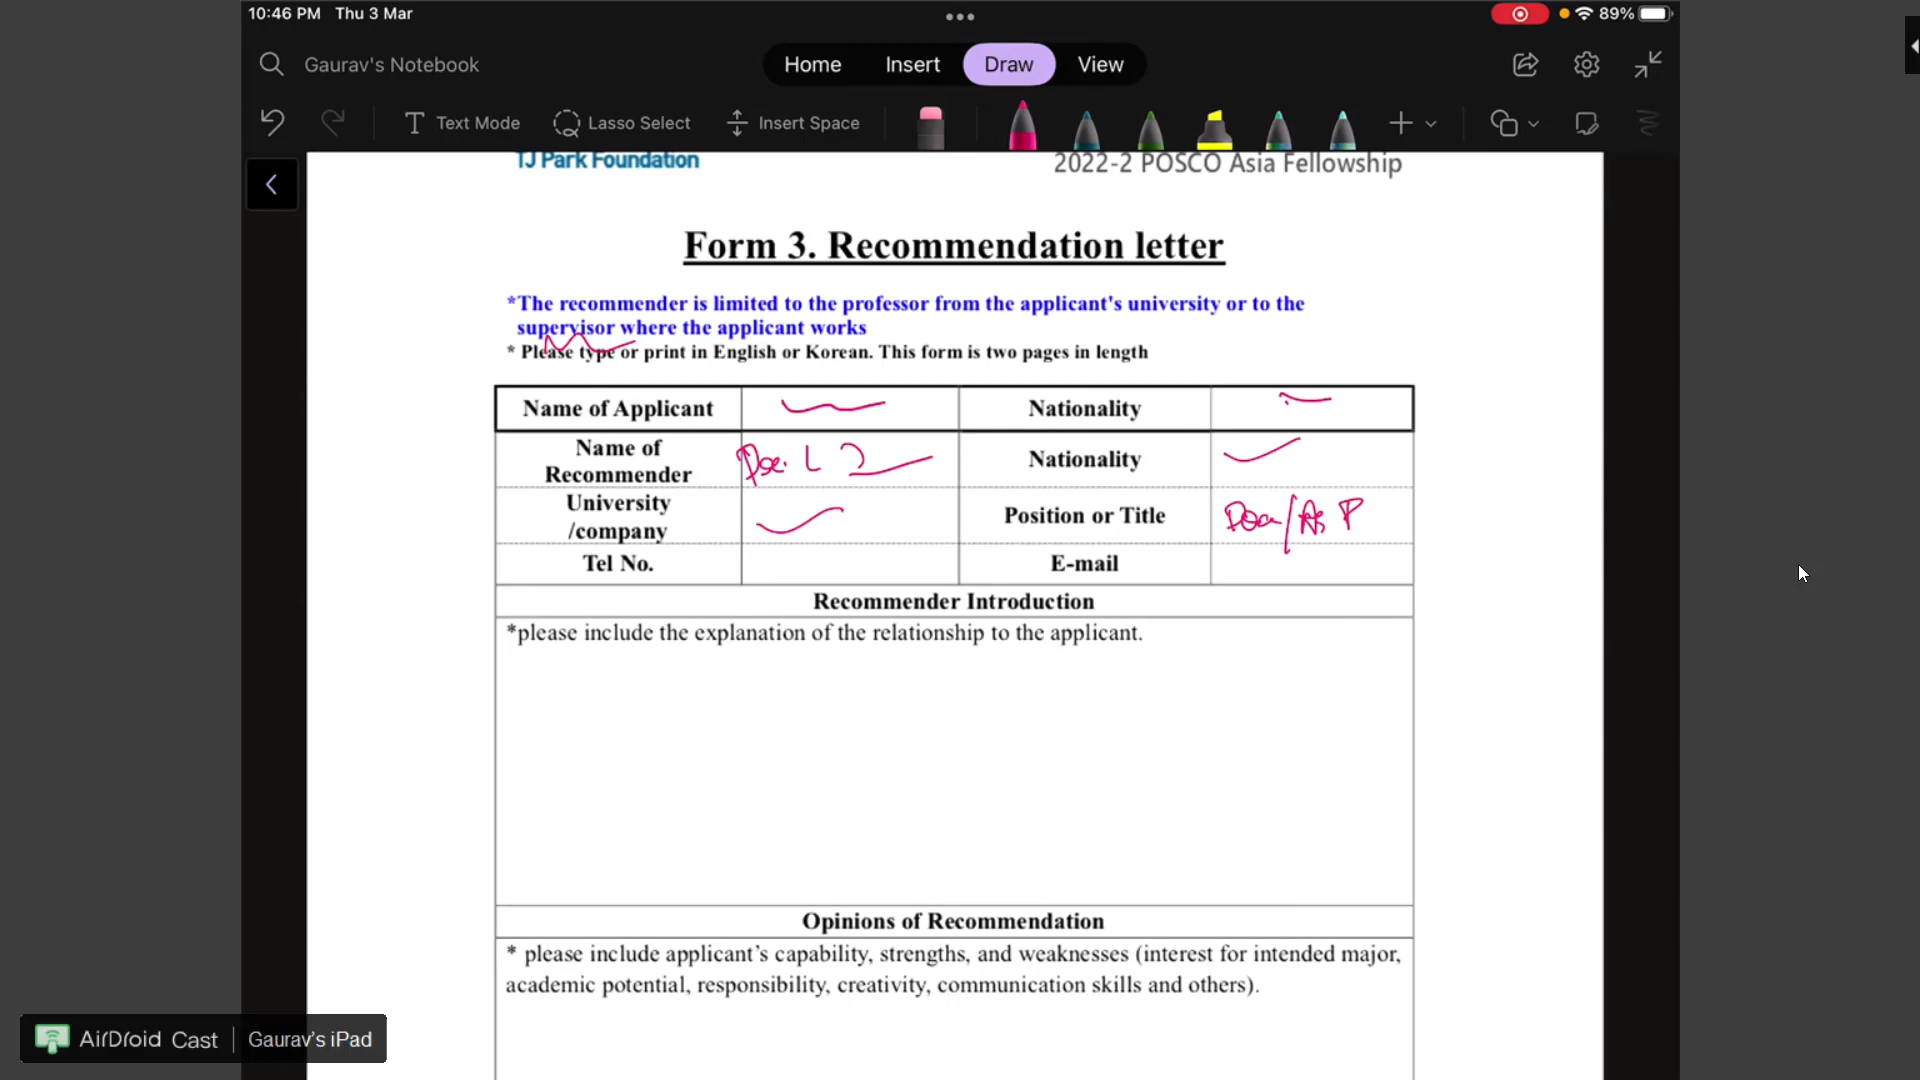 10:46 PM Thu 3 Mar
89%
Gaurav's Notebook
Home Insert Draw View
Text Mode Lasso Select Insert Space
TJ Park Foundation 2022-2 POSCO Asia Fellowship
Form 3. Recommendation letter
*The recommender is limited to the professor from the applicant's university or to the
supervisor where the applicant works
* Please type or print in English or Korean. This form is two pages in length
Name of Applicant Nationality
Name of
Recommender Nationality
University
/company Position or Title
Tel No. E-mail
Recommender Introduction
*please include the explanation of the relationship to the applicant.
Opinions of Recommendation
* please include applicant’s capability, strengths, and weaknesses (interest for intended major,
academic potential, responsibility, creativity, communication skills and others).
AirDroid Cast | Gaurav’s iPad